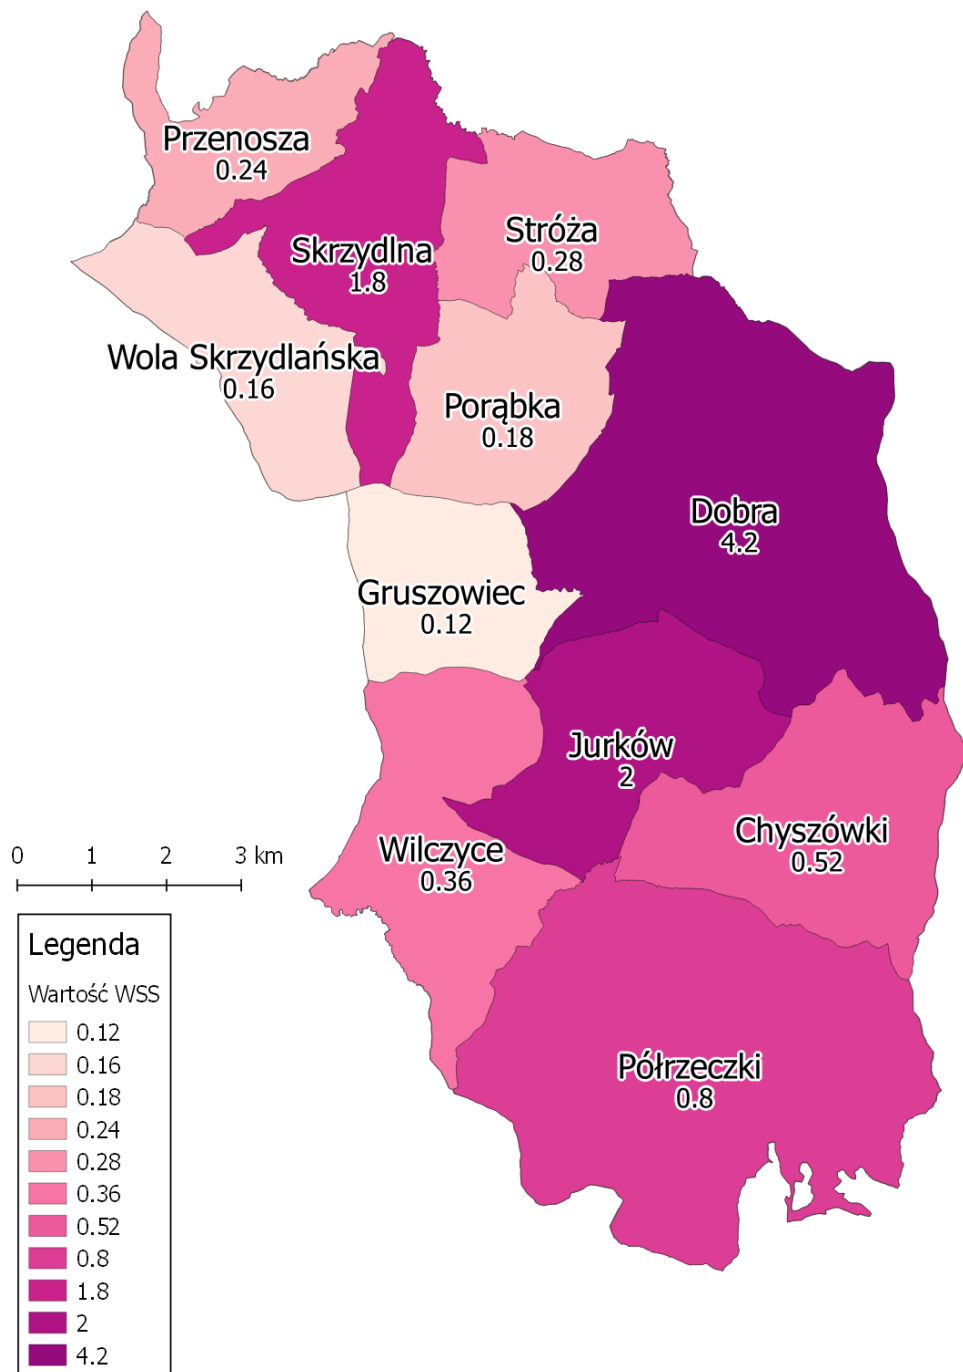 Przenosza
0.24
Stróża
0.28
Skrzydlna
1.8
Wola Skrzydlańska
0.16
Porąbka
0.18
Dobra
4.2
Gruszowiec
0.12
Jurków
2
Chyszówki
0.52
Wilczyce
0.36
0 1 2 3 km
Półrzeczki
0.8
Legenda
Wartość WSS
0.12
0.16
0.18
0.24
0.28
0.36
0.52
0.8
1.8
2
4.2